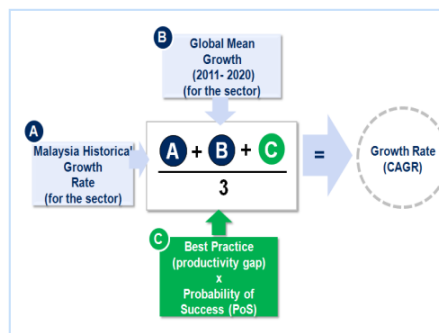 B
Global Mean
Growth
(2011- 2020)
(for the sector)
A
Malaysia Historical
Growth
Rate
(for the sector)
A + B + C
3
=
Growth Rate
(CAGR)
C
Best Practice
(productivity gap)
x
Probability of
Success (PoS)